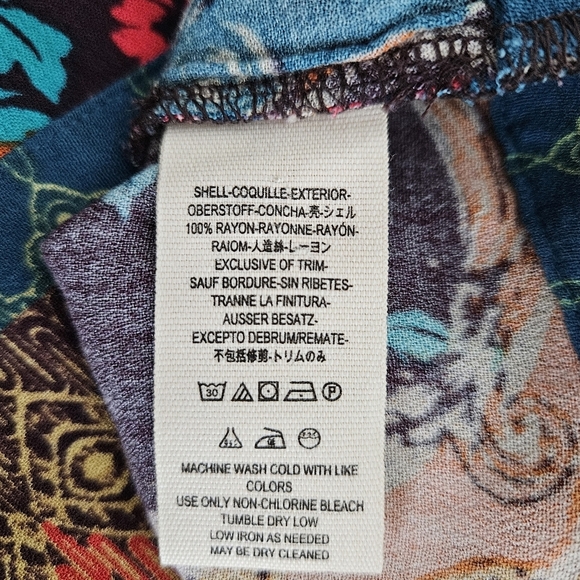 SHELL-COQUILLE-EXTERIOR-
OBERSTOFF-CONCHA-壳-シェル
100% RAYON-RAYONNE-RAYÓN-
RAIOM-人造絲-レーヨン
EXCLUSIVE OF TRIM-
SAUF BORDURE-SIN RIBETES-
TRANNE LA FINITURA-
AUSSER BESATZ-
EXCEPTO DEBRUM/REMATE-
不包括修剪-トリムのみ
30 P
MACHINE WASH COLD WITH LIKE
COLORS
USE ONLY NON-CHLORINE BLEACH
TUMBLE DRY LOW
LOW IRON AS NEEDED
MAY BE DRY CLEANED